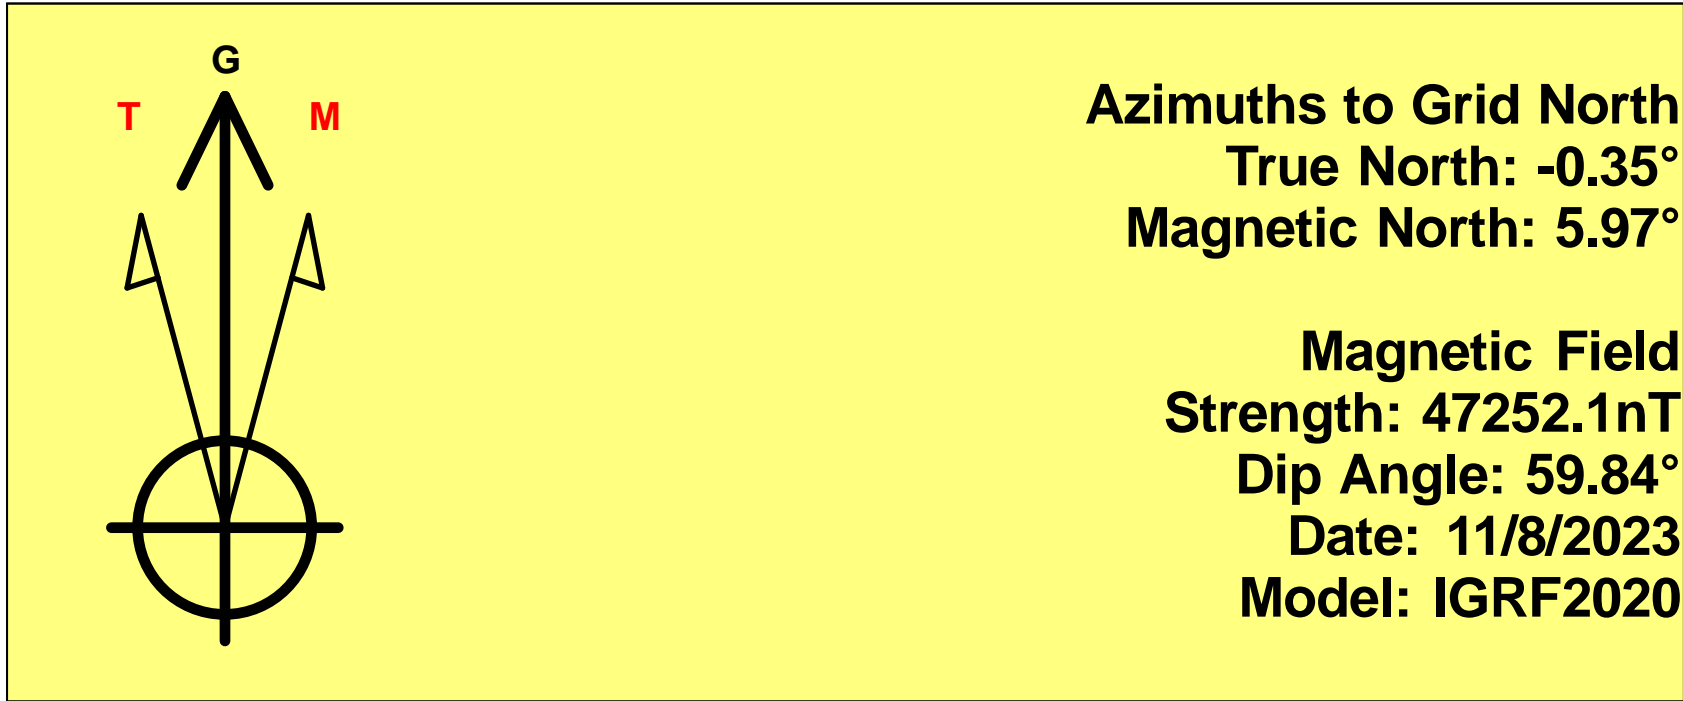 G
T M
Azimuths to Grid North
True North: -0.35°
Magnetic North: 5.97°
Magnetic Field
Strength: 47252.1nT
Dip Angle: 59.84°
Date: 11/8/2023
Model: IGRF2020